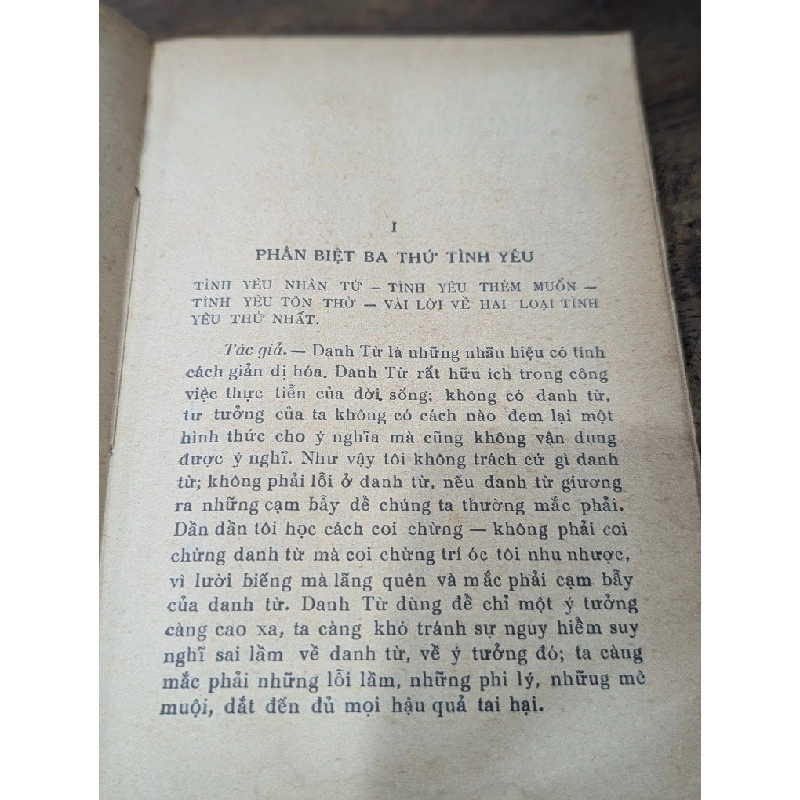 I
PHÂN BIỆT BA THỨ TÌNH YÊU
TÌNH YÊU NHÂN TỪ — TÌNH YÊU THÈM MUỐN —
TÌNH YÊU TÔN THỜ — VÀI LỜI VỀ HAI LOẠI TÌNH
YÊU THỨ NHẤT.
Tác giả. — Danh Từ là những nhãn hiệu có tính
cách giản dị hóa. Danh Từ rất hữu ích trong công
việc thực tiễn của đời sống; không có danh từ,
tư tưởng của ta không có cách nào đem lại một
hình thức cho ý nghĩa mà cũng không vận dụng
được ý nghĩ. Như vậy tôi không trách cứ gì danh
từ; không phải lỗi ở danh từ, nếu danh từ giương
ra những cạm bẫy để chúng ta thường mắc phải.
Dần dần tôi học cách coi chừng — không phải coi
chừng danh từ mà coi chừng trí óc tôi nhu nhược,
vì lười biếng mà lãng quên và mắc phải cạm bẫy
của danh từ. Danh Từ dùng để chỉ một ý tưởng
càng cao xa, ta càng khó tránh sự nguy hiểm suy
nghĩ sai lầm về danh từ, về ý tưởng đó; ta càng
mắc phải những lỗi lầm, những phi lý, nhữug mê
muội, dắt đến đủ mọi hậu quả tai hại.